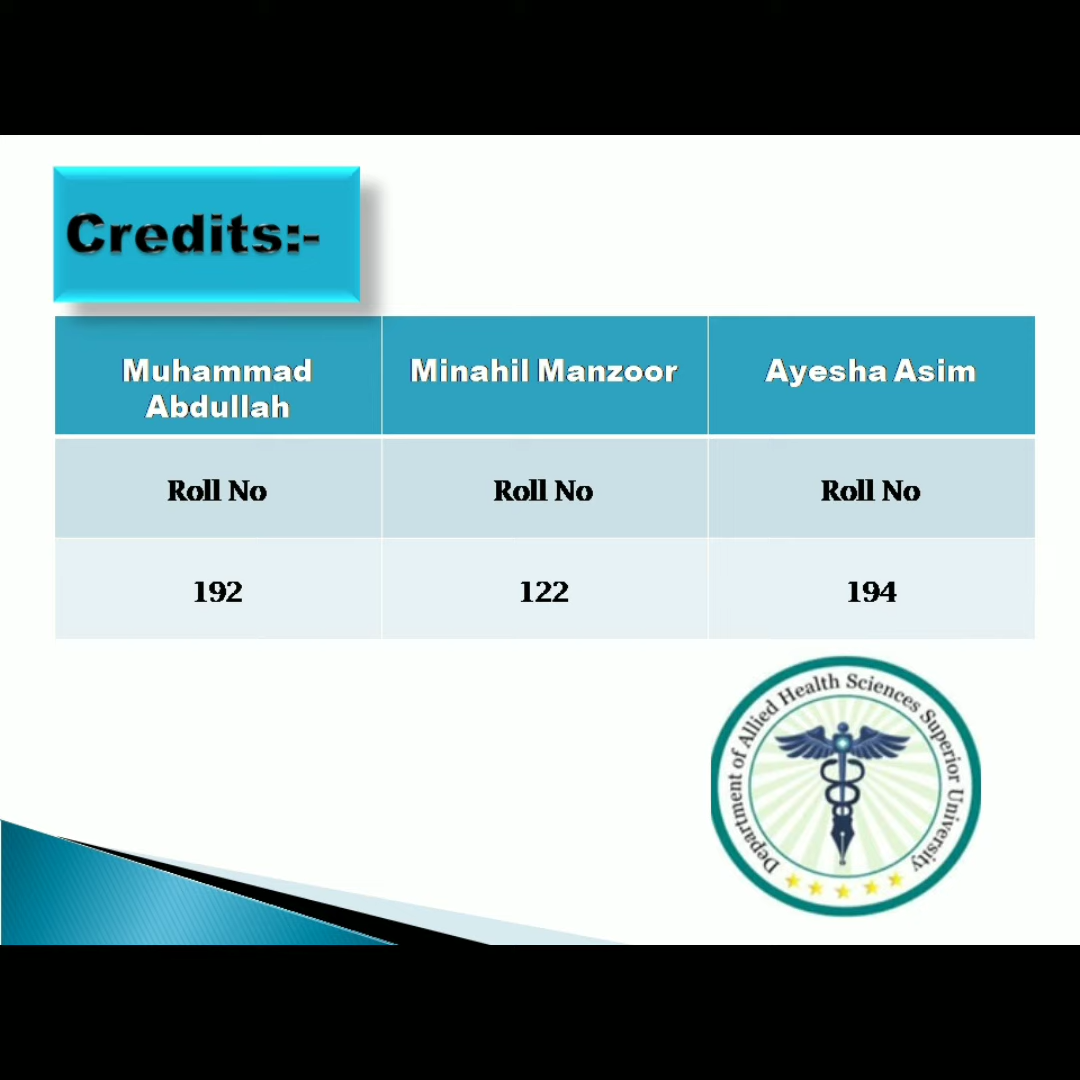 Credits:-
Muhammad Abdullah
Minahil Manzoor
Ayesha Asim
Roll No
Roll No
Roll No
192
122
194
Department of Allied Health Sciences Superior University